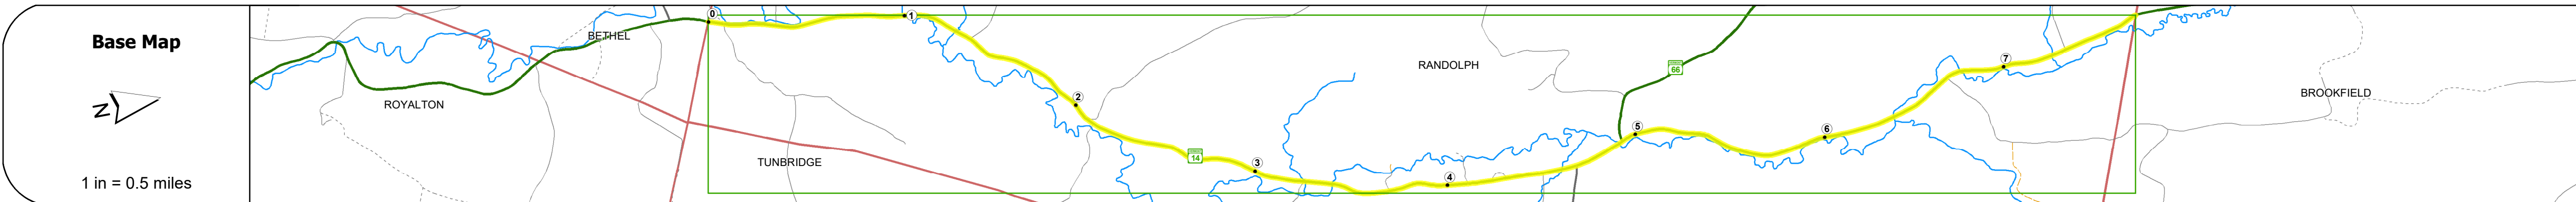 Base Map
N
1 in = 0.5 miles
ROYALTON
BETHEL
TUNBRIDGE
RANDOLPH
BROOKFIELD
0
1
2
14
3
4
66
5
6
7